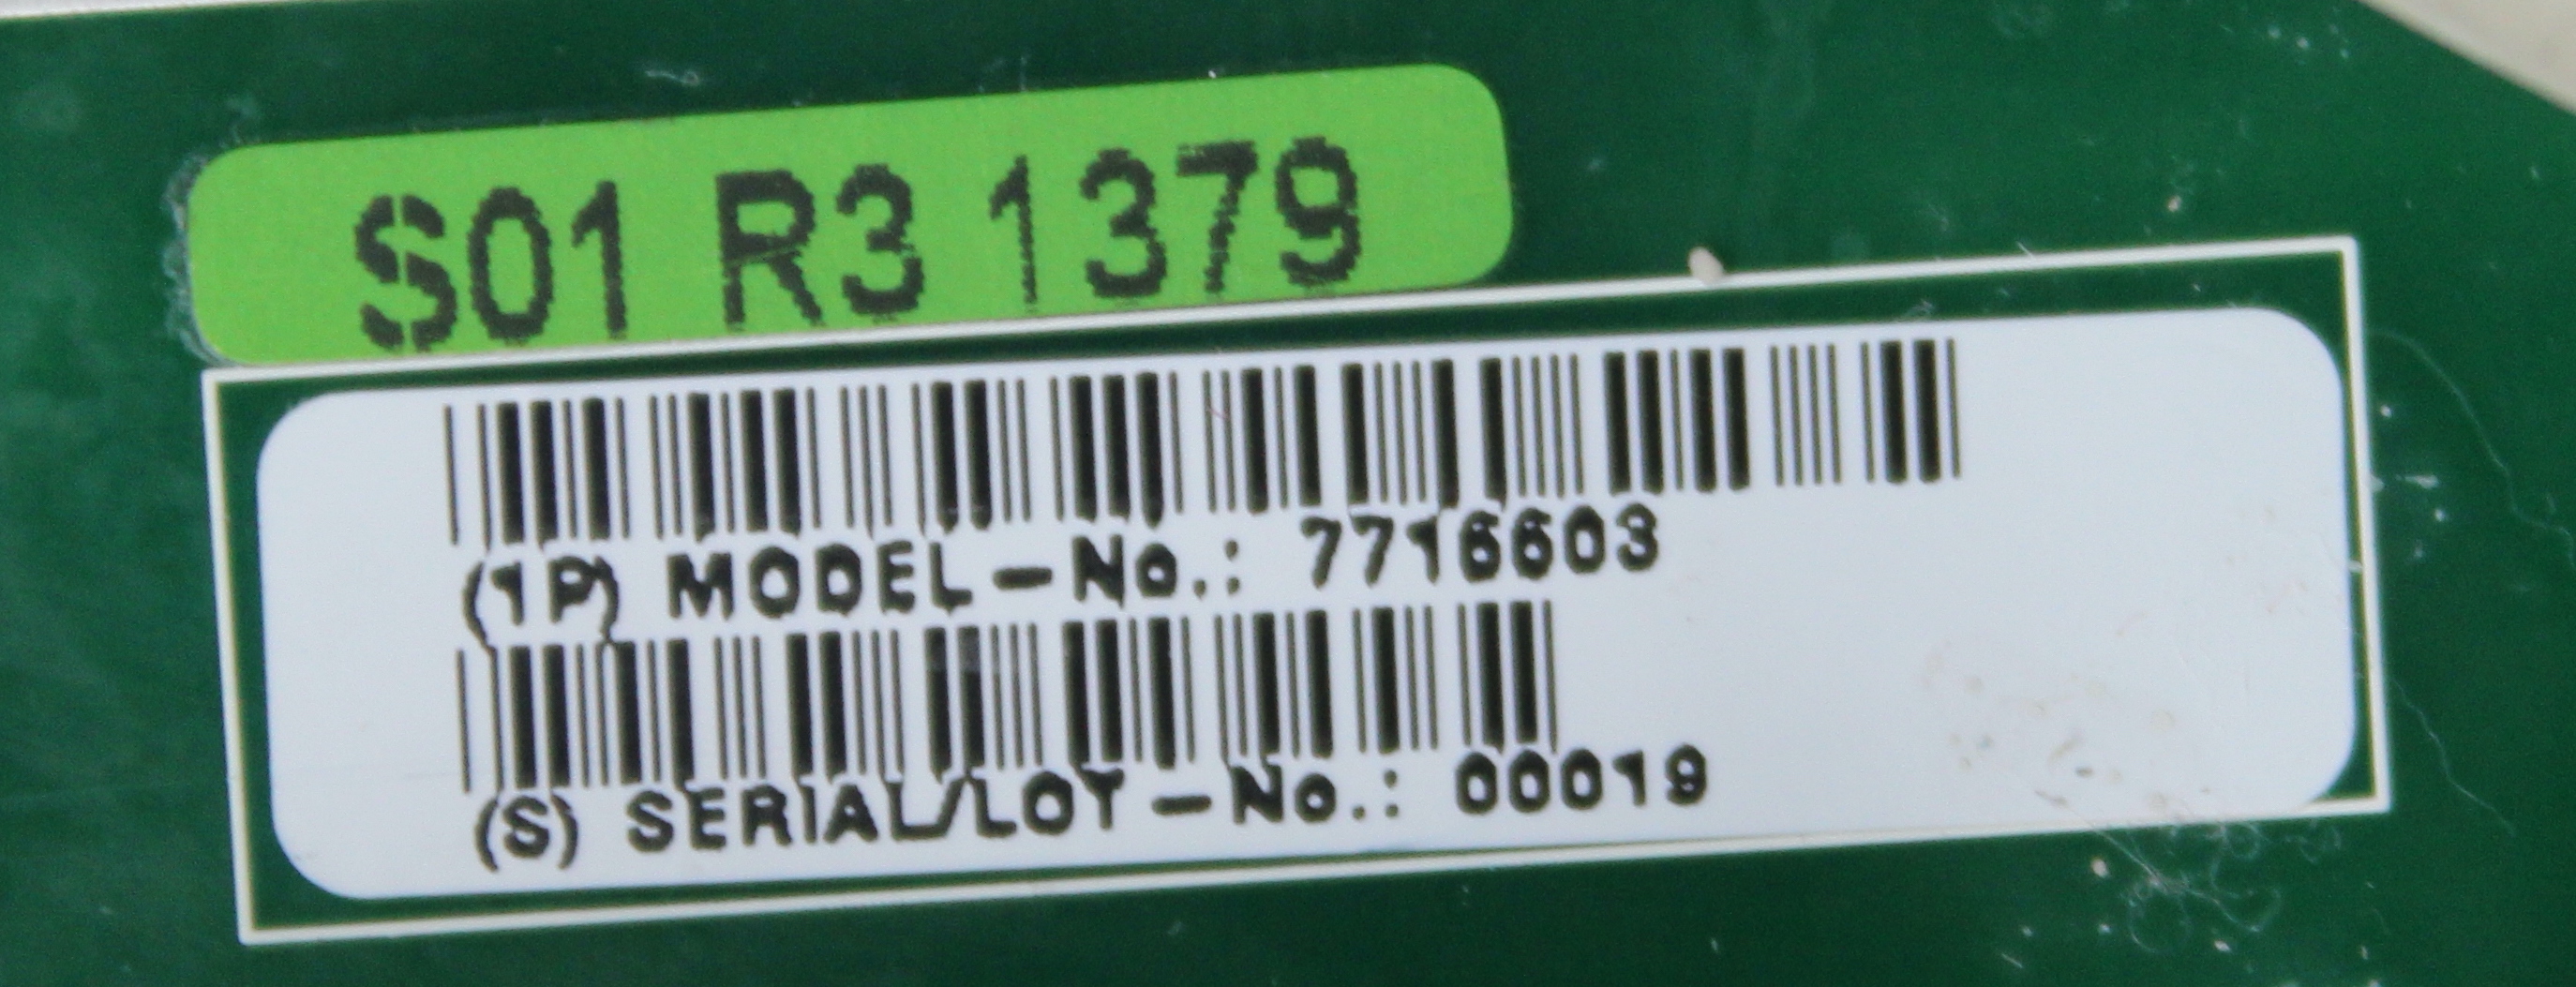 S01 R3 1379
(1P) MODEL-No.: 7716603
(S) SERIAL/LOT-No.: 00019